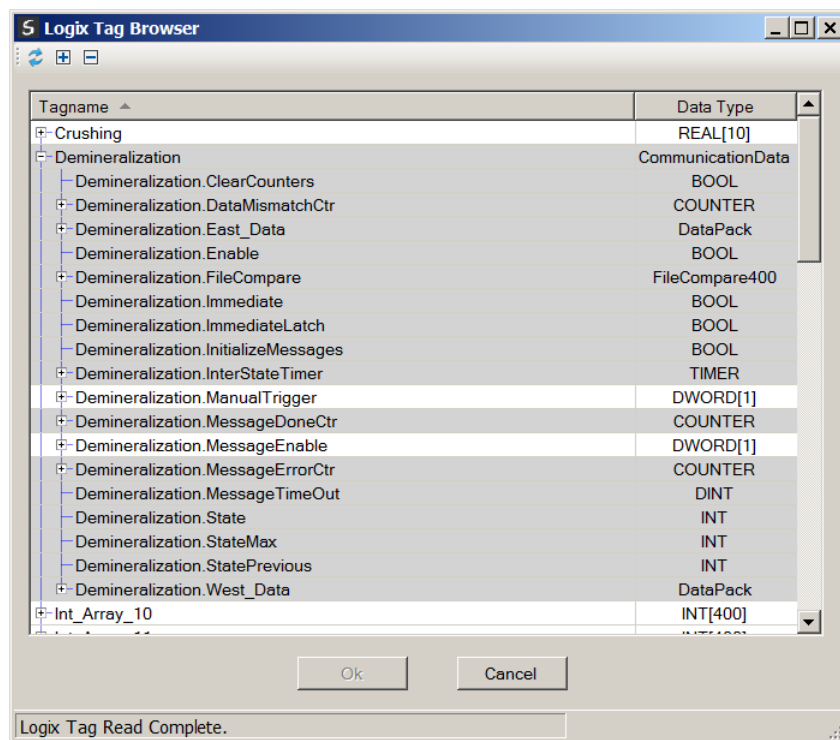 S Logix Tag Browser
Tagname Data Type
Crushing REAL[10]
Demineralization CommunicationData
Demineralization.ClearCounters BOOL
Demineralization.DataMismatchCtr COUNTER
Demineralization.East_Data DataPack
Demineralization.Enable BOOL
Demineralization.FileCompare FileCompare400
Demineralization.Immediate BOOL
Demineralization.ImmediateLatch BOOL
Demineralization.InitializeMessages BOOL
Demineralization.InterStateTimer TIMER
Demineralization.ManualTrigger DWORD[1]
Demineralization.MessageDoneCtr COUNTER
Demineralization.MessageEnable DWORD[1]
Demineralization.MessageErrorCtr COUNTER
Demineralization.MessageTimeOut DINT
Demineralization.State INT
Demineralization.StateMax INT
Demineralization.StatePrevious INT
Demineralization.West_Data DataPack
Int_Array_10 INT[400]
Ok Cancel
Logix Tag Read Complete.